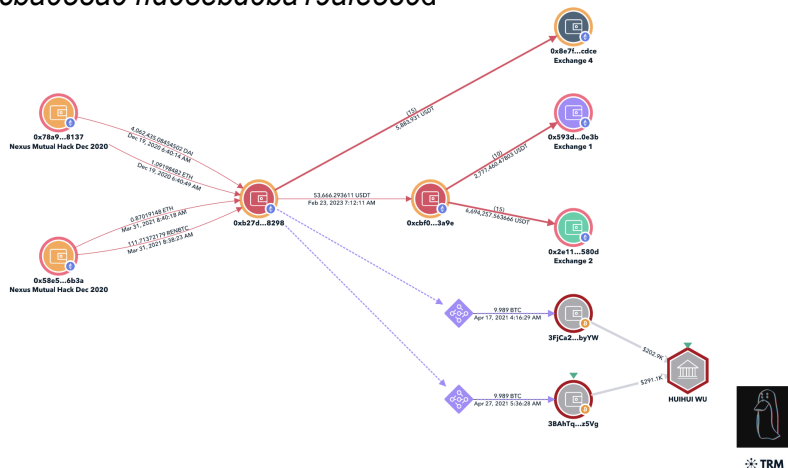 0x8e7f...cdce
Exchange 4
(15)
5,883,931 USDT
0x78a9...8137
Nexus Mutual Hack Dec 2020
4,062,435.08454502 DAI
Dec 19, 2020 6:40:14 AM
1.09198482 ETH
Dec 19, 2020 6:40:49 AM
0x593d...0e3b
Exchange 1
(10)
2,771,460.47803 USDT
0xb27d...8298
53,666.293611 USDT
Feb 23, 2023 7:12:11 AM
0xcbf0...3a9e
(15)
6,694,257.563666 USDT
0x2e11...580d
Exchange 2
0.87019148 ETH
Mar 31, 2021 6:40:18 AM
111.71372179 RENBTC
Mar 31, 2021 8:38:23 AM
0x58e5...6b3a
Nexus Mutual Hack Dec 2020
9.989 BTC
Apr 17, 2021 4:16:29 AM
3FjCa2...byYW
$202.9K
9.989 BTC
Apr 27, 2021 5:36:28 AM
38AhTq...z5Vg
$291.1K
HUIHUI WU
TRM